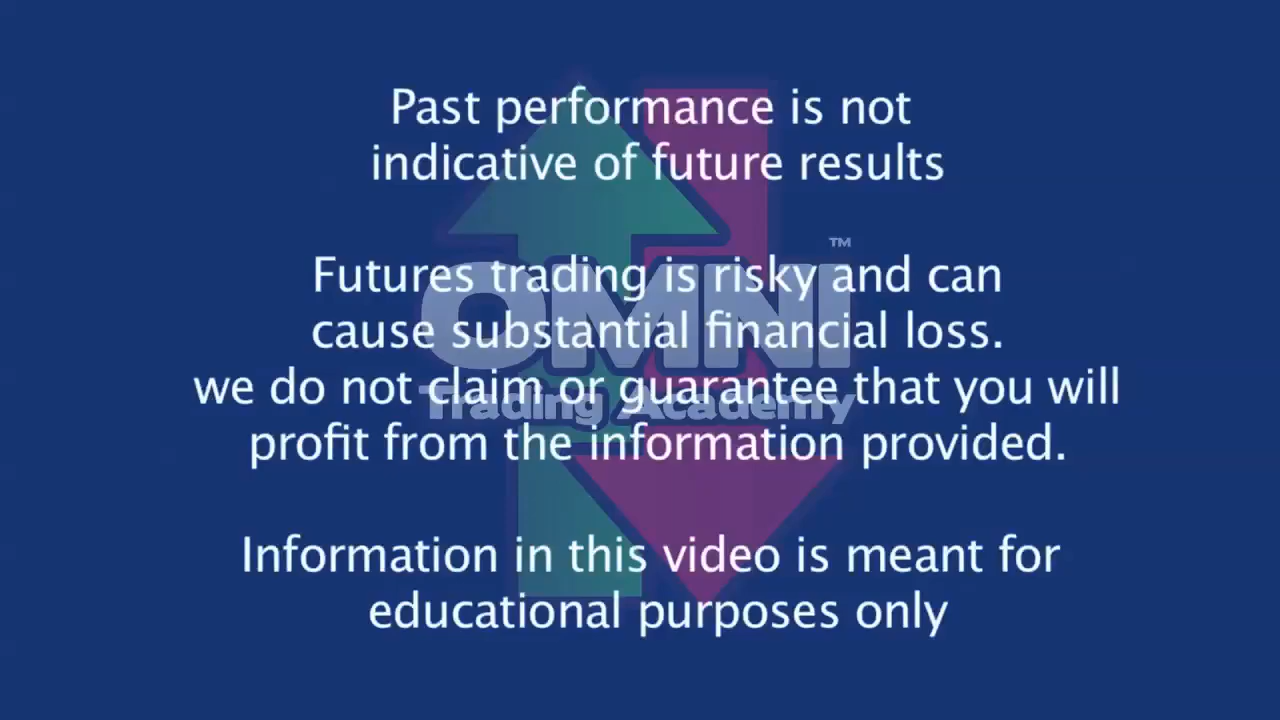 Past performance is not
indicative of future results
™
Futures trading is risky and can
OMNI
cause substantial financial loss.
we do not claim or guarantee that you will
Trading Academy
profit from the information provided.
Information in this video is meant for
educational purposes only